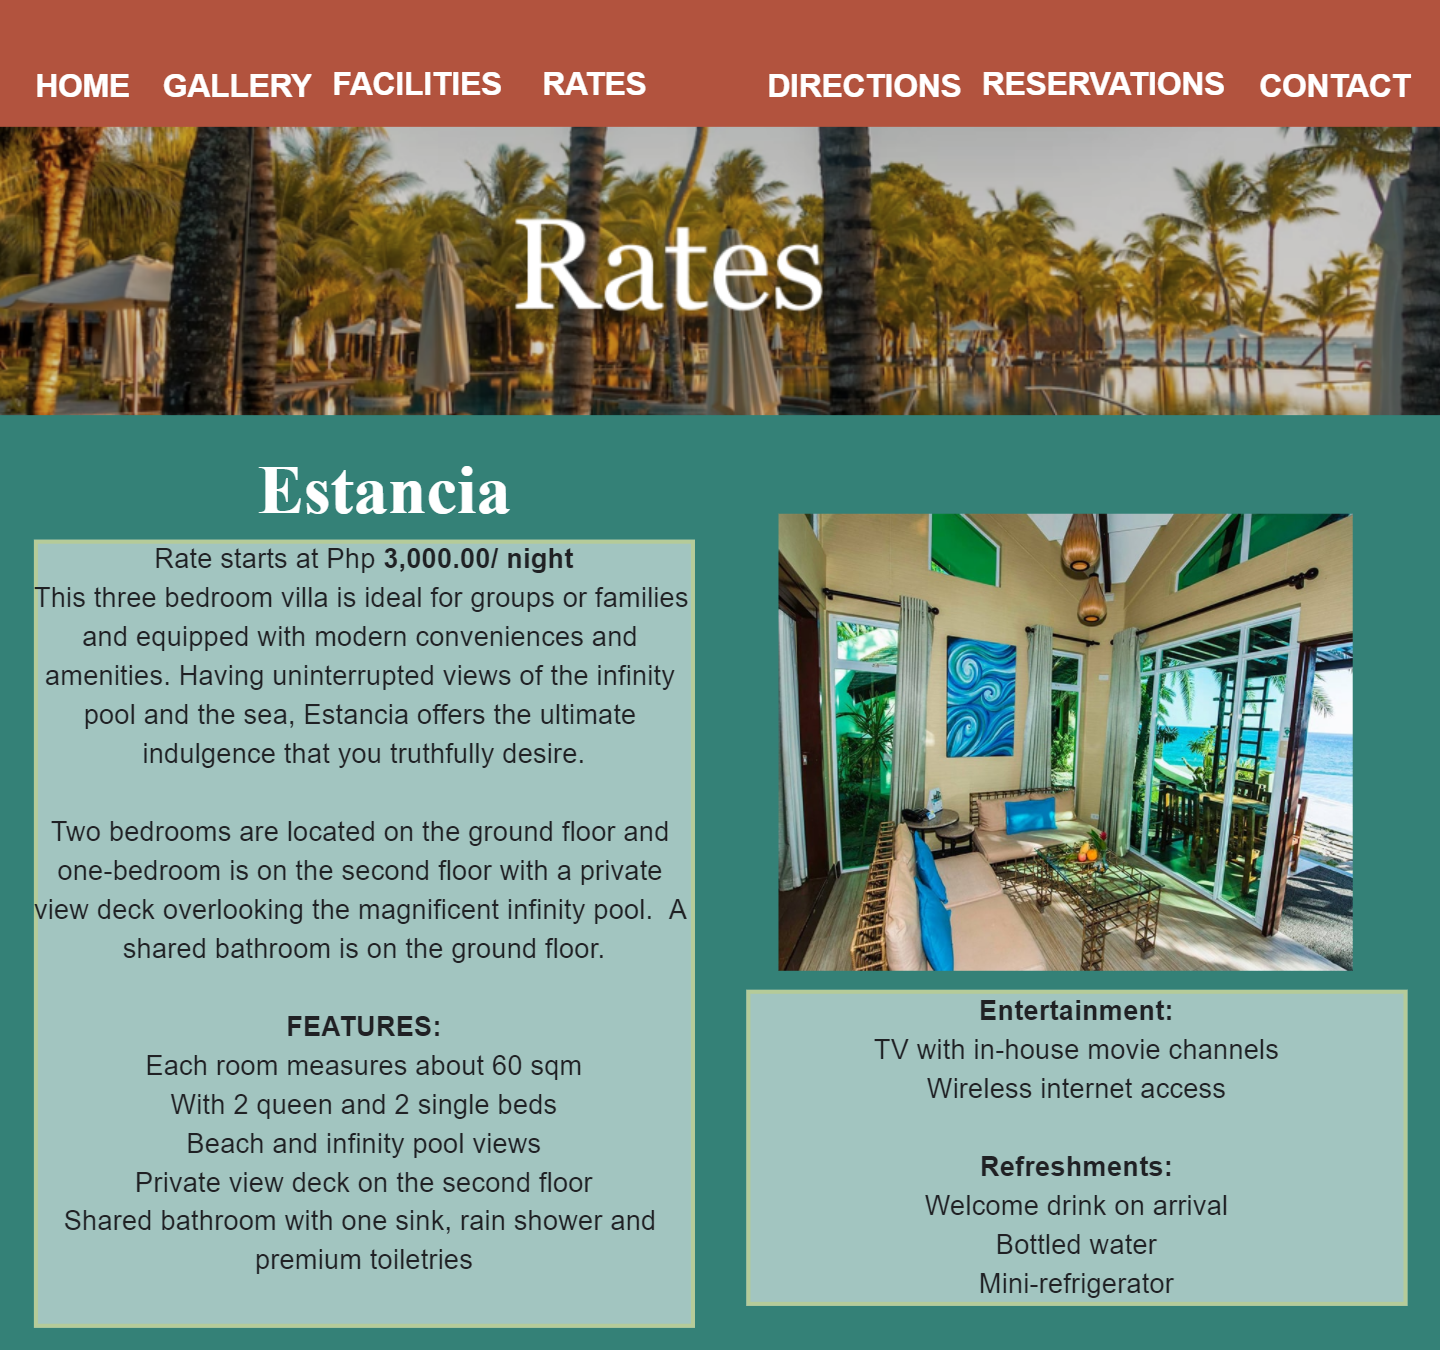 HOME GALLERY FACILITIES RATES DIRECTIONS RESERVATIONS CONTACT
Rates
Estancia
Rate starts at Php 3,000.00/ night
This three bedroom villa is ideal for groups or families
and equipped with modern conveniences and
amenities. Having uninterrupted views of the infinity
pool and the sea, Estancia offers the ultimate
indulgence that you truthfully desire.
Two bedrooms are located on the ground floor and
one-bedroom is on the second floor with a private
view deck overlooking the magnificent infinity pool.  A
shared bathroom is on the ground floor.
FEATURES:
Each room measures about 60 sqm
With 2 queen and 2 single beds
Beach and infinity pool views
Private view deck on the second floor
Shared bathroom with one sink, rain shower and
premium toiletries
Entertainment:
TV with in-house movie channels
Wireless internet access
Refreshments:
Welcome drink on arrival
Bottled water
Mini-refrigerator